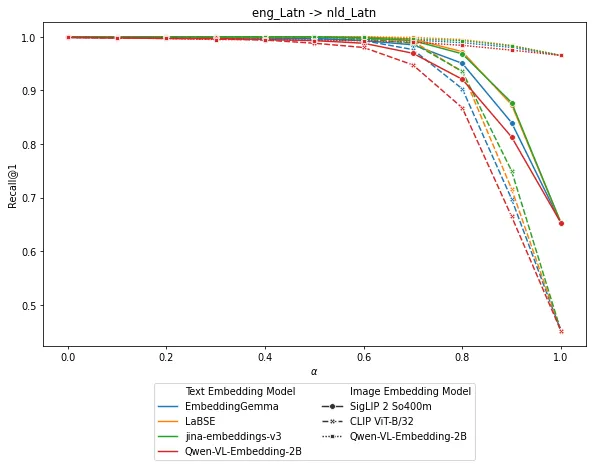 eng_Latn -> nld_Latn
Recall@1
1.0
0.9
0.8
0.7
0.6
0.5
0.0 0.2 0.4 0.6 0.8 1.0
α
Text Embedding Model Image Embedding Model
EmbeddingGemma SigLIP 2 So400m
LaBSE CLIP ViT-B/32
jina-embeddings-v3 Qwen-VL-Embedding-2B
Qwen-VL-Embedding-2B